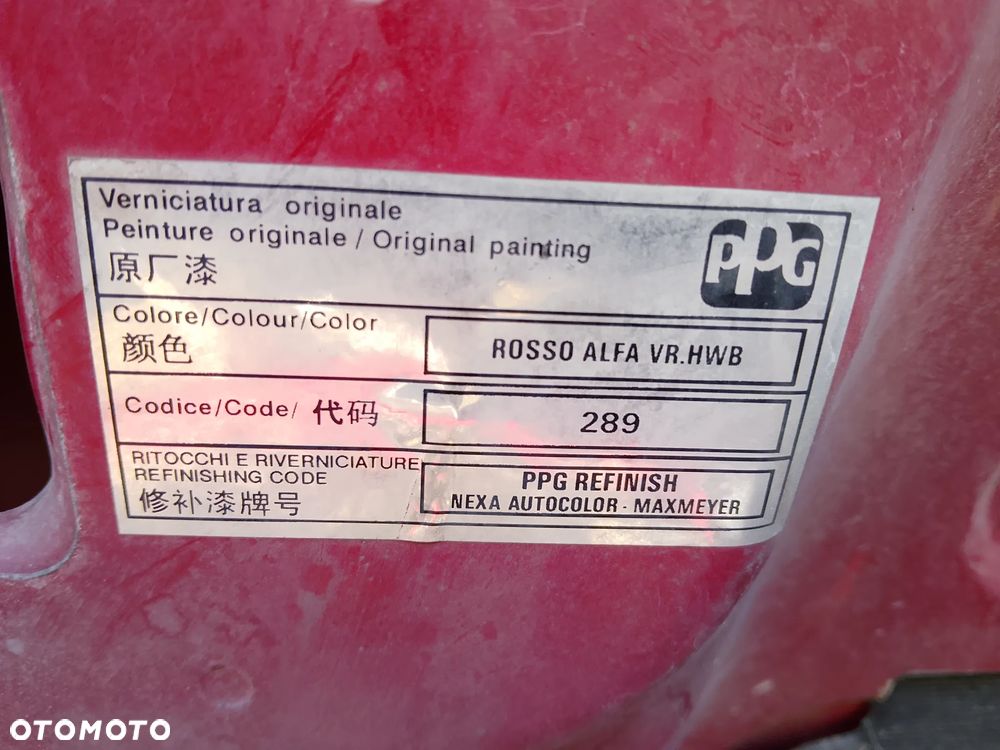 Verniciatura originale
Peinture originale / Original painting
原厂漆
PPG
Colore/Colour/Color
颜色
ROSSO ALFA VR.HWB
Codice/Code/ 代码
289
RITOCCHI E RIVERNICIATURE
REFINISHING CODE
修补漆牌号
PPG REFINISH
NEXA AUTOCOLOR - MAXMEYER
OTOMOTO